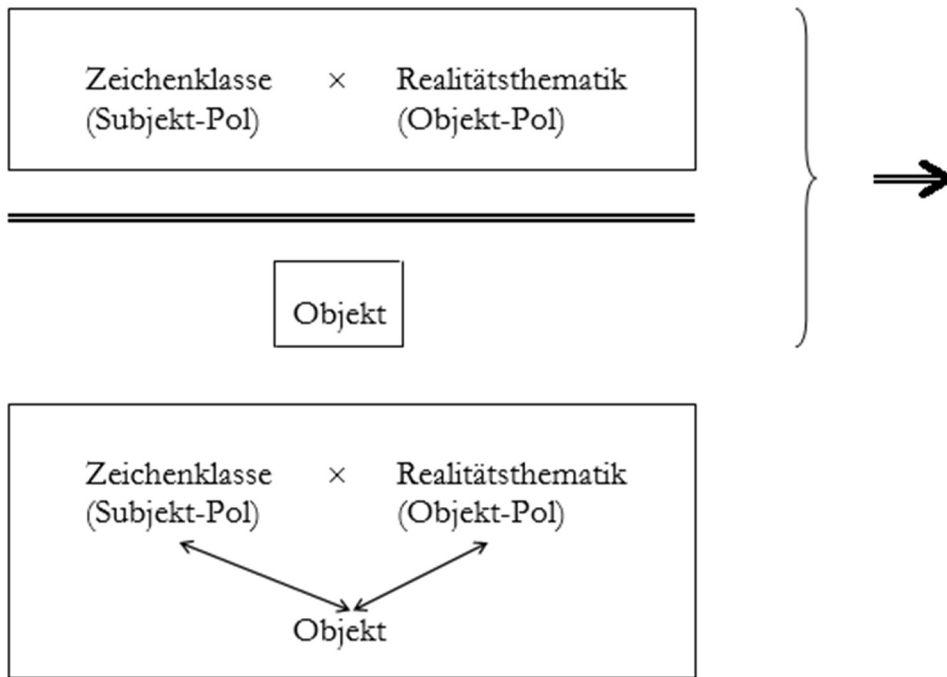 Zeichenklasse × Realitätsthematik
(Subjekt-Pol) (Objekt-Pol)
Objekt
Zeichenklasse × Realitätsthematik
(Subjekt-Pol) (Objekt-Pol)
Objekt